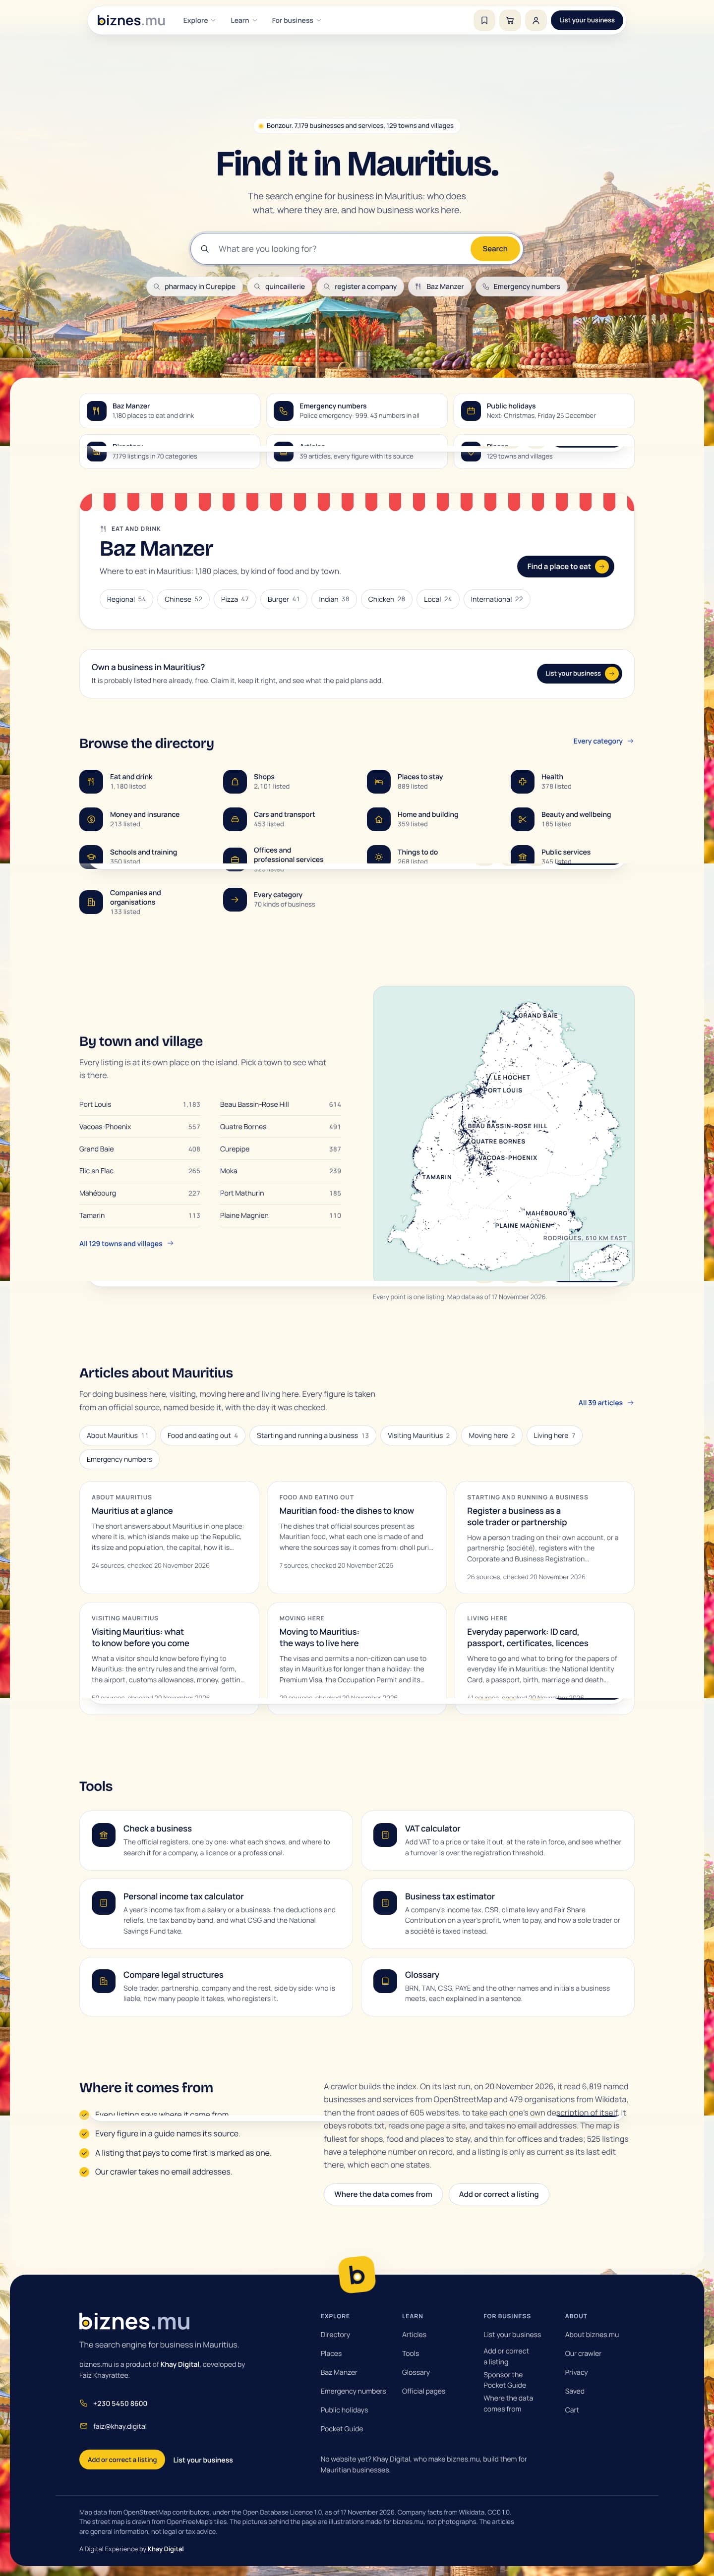 biznes.mu
Explore
Learn
For business
List your business
Bonzour. 7,179 businesses and services, 129 towns and villages
Find it in Mauritius.
The search engine for business in Mauritius: who does
what, where they are, and how business works here.
What are you looking for?
Search
pharmacy in Curepipe
quincaillerie
register a company
Baz Manzer
Emergency numbers
Baz Manzer
1,180 places to eat and drink
Emergency numbers
Police emergency: 999. 43 numbers in all
Public holidays
Next: Christmas, Friday 25 December
7,179 listings in 70 categories
39 articles, every figure with its source
129 towns and villages
EAT AND DRINK
Baz Manzer
Where to eat in Mauritius: 1,180 places, by kind of food and by town.
Find a place to eat
Regional 54
Chinese 52
Pizza 47
Burger 41
Indian 38
Chicken 28
Local 24
International 22
Own a business in Mauritius?
It is probably listed here already, free. Claim it, keep it right, and see what the paid plans add.
List your business
Browse the directory
Every category
Eat and drink
1,180 listed
Shops
2,101 listed
Places to stay
889 listed
Health
378 listed
Money and insurance
213 listed
Cars and transport
453 listed
Home and building
359 listed
Beauty and wellbeing
185 listed
Schools and training
350 listed
Offices and
professional services
Things to do
268 listed
Public services
345 listed
Companies and
organisations
133 listed
Every category
70 kinds of business
By town and village
Every listing is at its own place on the island. Pick a town to see what
is there.
Port Louis 1,183
Beau Bassin-Rose Hill 614
Vacoas-Phoenix 557
Quatre Bornes 491
Grand Baie 408
Curepipe 387
Flic en Flac 265
Moka 239
Mahébourg 227
Port Mathurin 185
Tamarin 113
Plaine Magnien 110
All 129 towns and villages
GRAND BAIE
LE HOCHET
PORT LOUIS
BEAU BASSIN-ROSE HILL
QUATRE BORNES
VACOAS-PHOENIX
TAMARIN
MAHÉBOURG
PLAINE MAGNIEN
RODRIGUES, 610 KM EAST
Every point is one listing. Map data as of 17 November 2026.
Articles about Mauritius
For doing business here, visiting, moving here and living here. Every figure is taken
from an official source, named beside it, with the day it was checked.
All 39 articles
About Mauritius 11
Food and eating out 4
Starting and running a business 13
Visiting Mauritius 2
Moving here 2
Living here 7
Emergency numbers
ABOUT MAURITIUS
Mauritius at a glance
The short answers about Mauritius in one place:
where it is, which islands make up the Republic,
its size and population, the capital, how it is...
24 sources, checked 20 November 2026
FOOD AND EATING OUT
Mauritian food: the dishes to know
The dishes that official sources present as
Mauritian food, what each one is made of and
where the sources say it comes from: dholl puri...
7 sources, checked 20 November 2026
STARTING AND RUNNING A BUSINESS
Register a business as a
sole trader or partnership
How a person trading on their own account, or a
partnership (société), registers with the
Corporate and Business Registration...
26 sources, checked 20 November 2026
VISITING MAURITIUS
Visiting Mauritius: what
to know before you come
What a visitor should know before flying to
Mauritius: the entry rules and the arrival form,
the airport, customs allowances, money, gettin...
MOVING HERE
Moving to Mauritius:
the ways to live here
The visas and permits a non-citizen can use to
stay in Mauritius for longer than a holiday: the
Premium Visa, the Occupation Permit and its...
LIVING HERE
Everyday paperwork: ID card,
passport, certificates, licences
Where to go and what to bring for the papers of
everyday life in Mauritius: the National Identity
Card, a passport, birth, marriage and death...
Tools
Check a business
The official registers, one by one: what each shows, and where to
search it for a company, a licence or a professional.
VAT calculator
Add VAT to a price or take it out, at the rate in force, and see whether
a turnover is over the registration threshold.
Personal income tax calculator
A year's income tax from a salary or a business: the deductions and
reliefs, the tax band by band, and what CSG and the National
Savings Fund take.
Business tax estimator
A company's income tax, CSR, climate levy and Fair Share
Contribution on a year's profit, when to pay, and how a sole trader or
a société is taxed instead.
Compare legal structures
Sole trader, partnership, company and the rest, side by side: who is
liable, how many people it takes, who registers it.
Glossary
BRN, TAN, CSG, PAYE and the other names and initials a business
meets, each explained in a sentence.
Where it comes from
Every listing says where it came from.
Every figure in a guide names its source.
A listing that pays to come first is marked as one.
Our crawler takes no email addresses.
A crawler builds the index. On its last run, on 20 November 2026, it read 6,819 named
businesses and services from OpenStreetMap and 479 organisations from Wikidata,
then the front pages of 605 websites, to take each one's own description of itself. It
obeys robots.txt, reads one page a site, and takes no email addresses. The map is
fullest for shops, food and places to stay, and thin for offices and trades; 525 listings
have a telephone number on record, and a listing is only as current as its last edit
there, which each one states.
Where the data comes from
Add or correct a listing
b
biznes.mu
The search engine for business in Mauritius.
biznes.mu is a product of Khay Digital, developed by
Faiz Khayrattee.
+230 5450 8600
faiz@khay.digital
Add or correct a listing
List your business
EXPLORE
Directory
Places
Baz Manzer
Emergency numbers
Public holidays
Pocket Guide
LEARN
Articles
Tools
Glossary
Official pages
FOR BUSINESS
List your business
Add or correct
a listing
Sponsor the
Pocket Guide
Where the data
comes from
ABOUT
About biznes.mu
Our crawler
Privacy
Saved
Cart
No website yet? Khay Digital, who make biznes.mu, build them for
Mauritian businesses.
Map data from OpenStreetMap contributors, under the Open Database Licence 1.0, as of 17 November 2026. Company facts from Wikidata, CC0 1.0.
The street map is drawn from OpenFreeMap's tiles. The pictures behind the page are illustrations made for biznes.mu, not photographs. The articles
are general information, not legal or tax advice.
A Digital Experience by Khay Digital